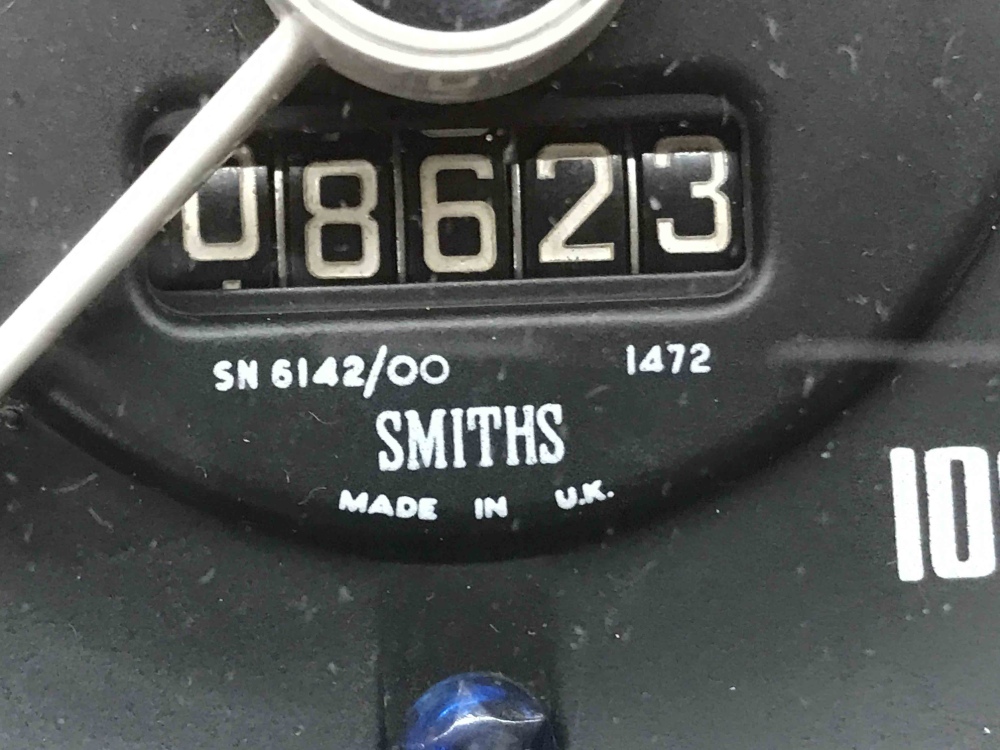 08623
SN 6142/00 1472
SMITHS
MADE IN U.K.